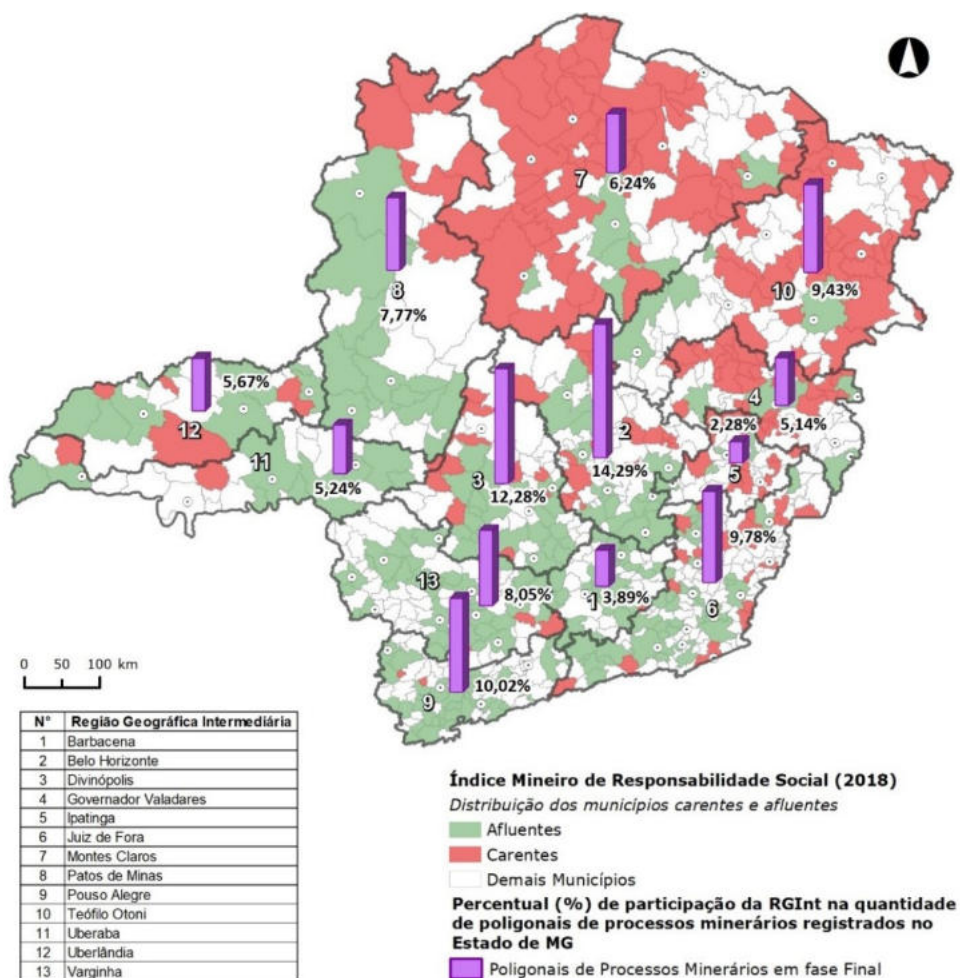 7
6,24%
10
9,43%
8
7,77%
5,67%
12
11
5,24%
4
5,14%
2,28%
5
2
14,29%
3
12,28%
9,78%
6
13
8,05%
1
3,89%
10,02%
9
0 50 100 km
N° Região Geográfica Intermediária
1 Barbacena
2 Belo Horizonte
3 Divinópolis
4 Governador Valadares
5 Ipatinga
6 Juiz de Fora
7 Montes Claros
8 Patos de Minas
9 Pouso Alegre
10 Teófilo Otoni
11 Uberaba
12 Uberlândia
13 Varginha
Índice Mineiro de Responsabilidade Social (2018)
Distribuição dos municípios carentes e afluentes
Afluentes
Carentes
Demais Municípios
Percentual (%) de participação da RGInt na quantidade
de poligonais de processos minerários registrados no
Estado de MG
Poligonais de Processos Minerários em fase Final